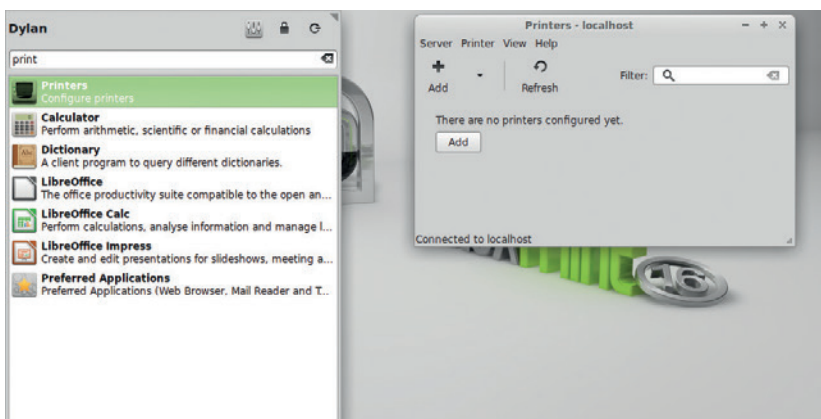 Dylan
print
Printers
Configure printers
Calculator
Perform arithmetic, scientific or financial calculations
Dictionary
A client program to query different dictionaries.
LibreOffice
The office productivity suite compatible to the open an...
LibreOffice Calc
Perform calculations, analyse information and manage l...
LibreOffice Impress
Create and edit presentations for slideshows, meeting a...
Preferred Applications
Preferred Applications (Web Browser, Mail Reader and T...
Printers - localhost
Server Printer View Help
Add
Refresh
Filter:
There are no printers configured yet.
Add
Connected to localhost
16